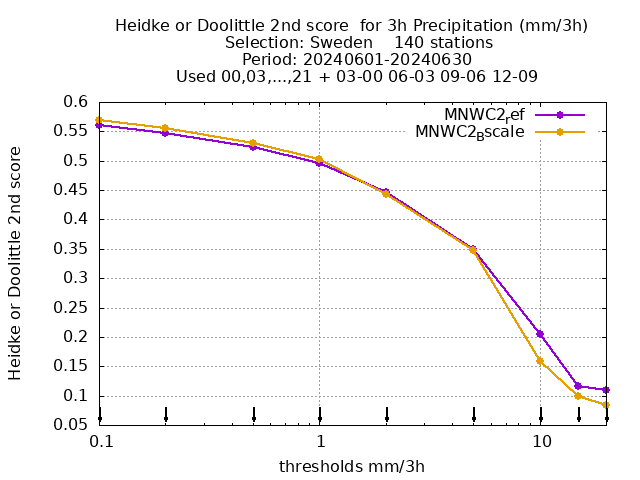 Heidke or Doolittle 2nd score  for 3h Precipitation (mm/3h)
Selection: Sweden    140 stations
Period: 20240601-20240630
Used 00,03,...,21 + 03-00 06-03 09-06 12-09
MNWC2ref
MNWC2Bscale
Heidke or Doolittle 2nd score
0.6
0.55
0.5
0.45
0.4
0.35
0.3
0.25
0.2
0.15
0.1
0.05
0.1 1 10
thresholds mm/3h